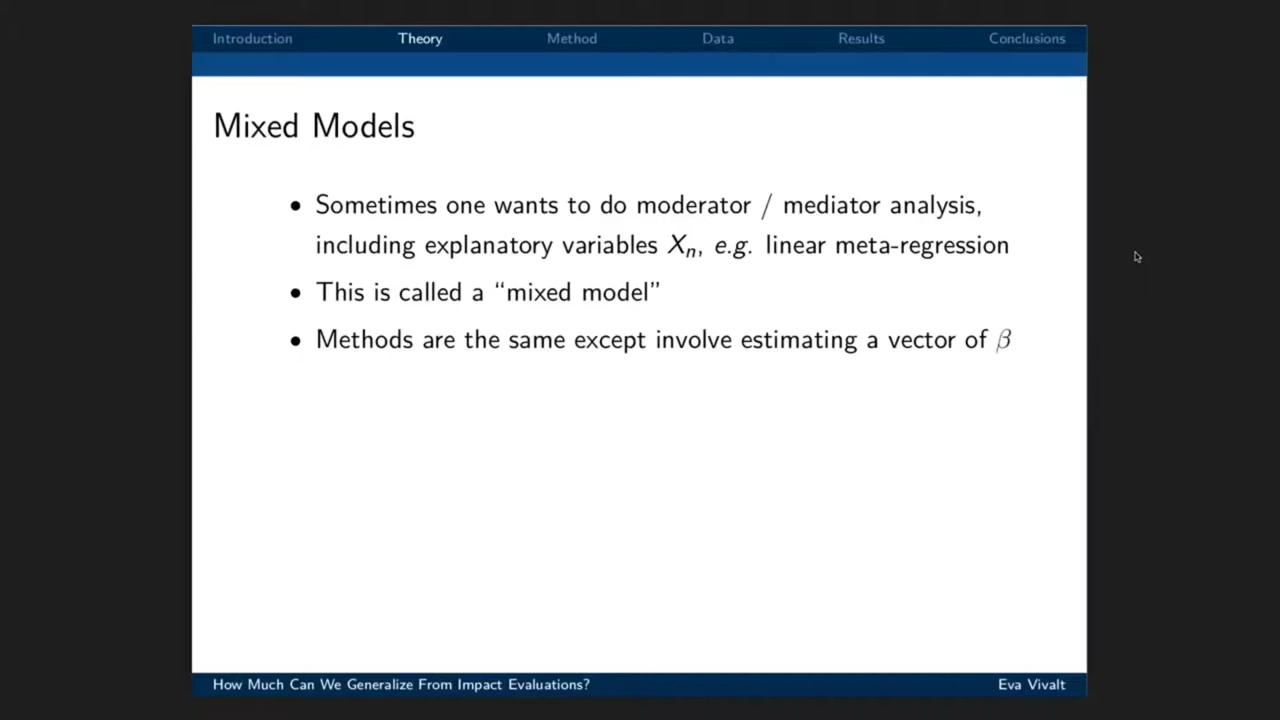 Introduction Theory Method Data Results Conclusions
Mixed Models
• Sometimes one wants to do moderator / mediator analysis,
including explanatory variables Xₙ, e.g. linear meta-regression
• This is called a “mixed model”
• Methods are the same except involve estimating a vector of β
How Much Can We Generalize From Impact Evaluations? Eva Vivalt